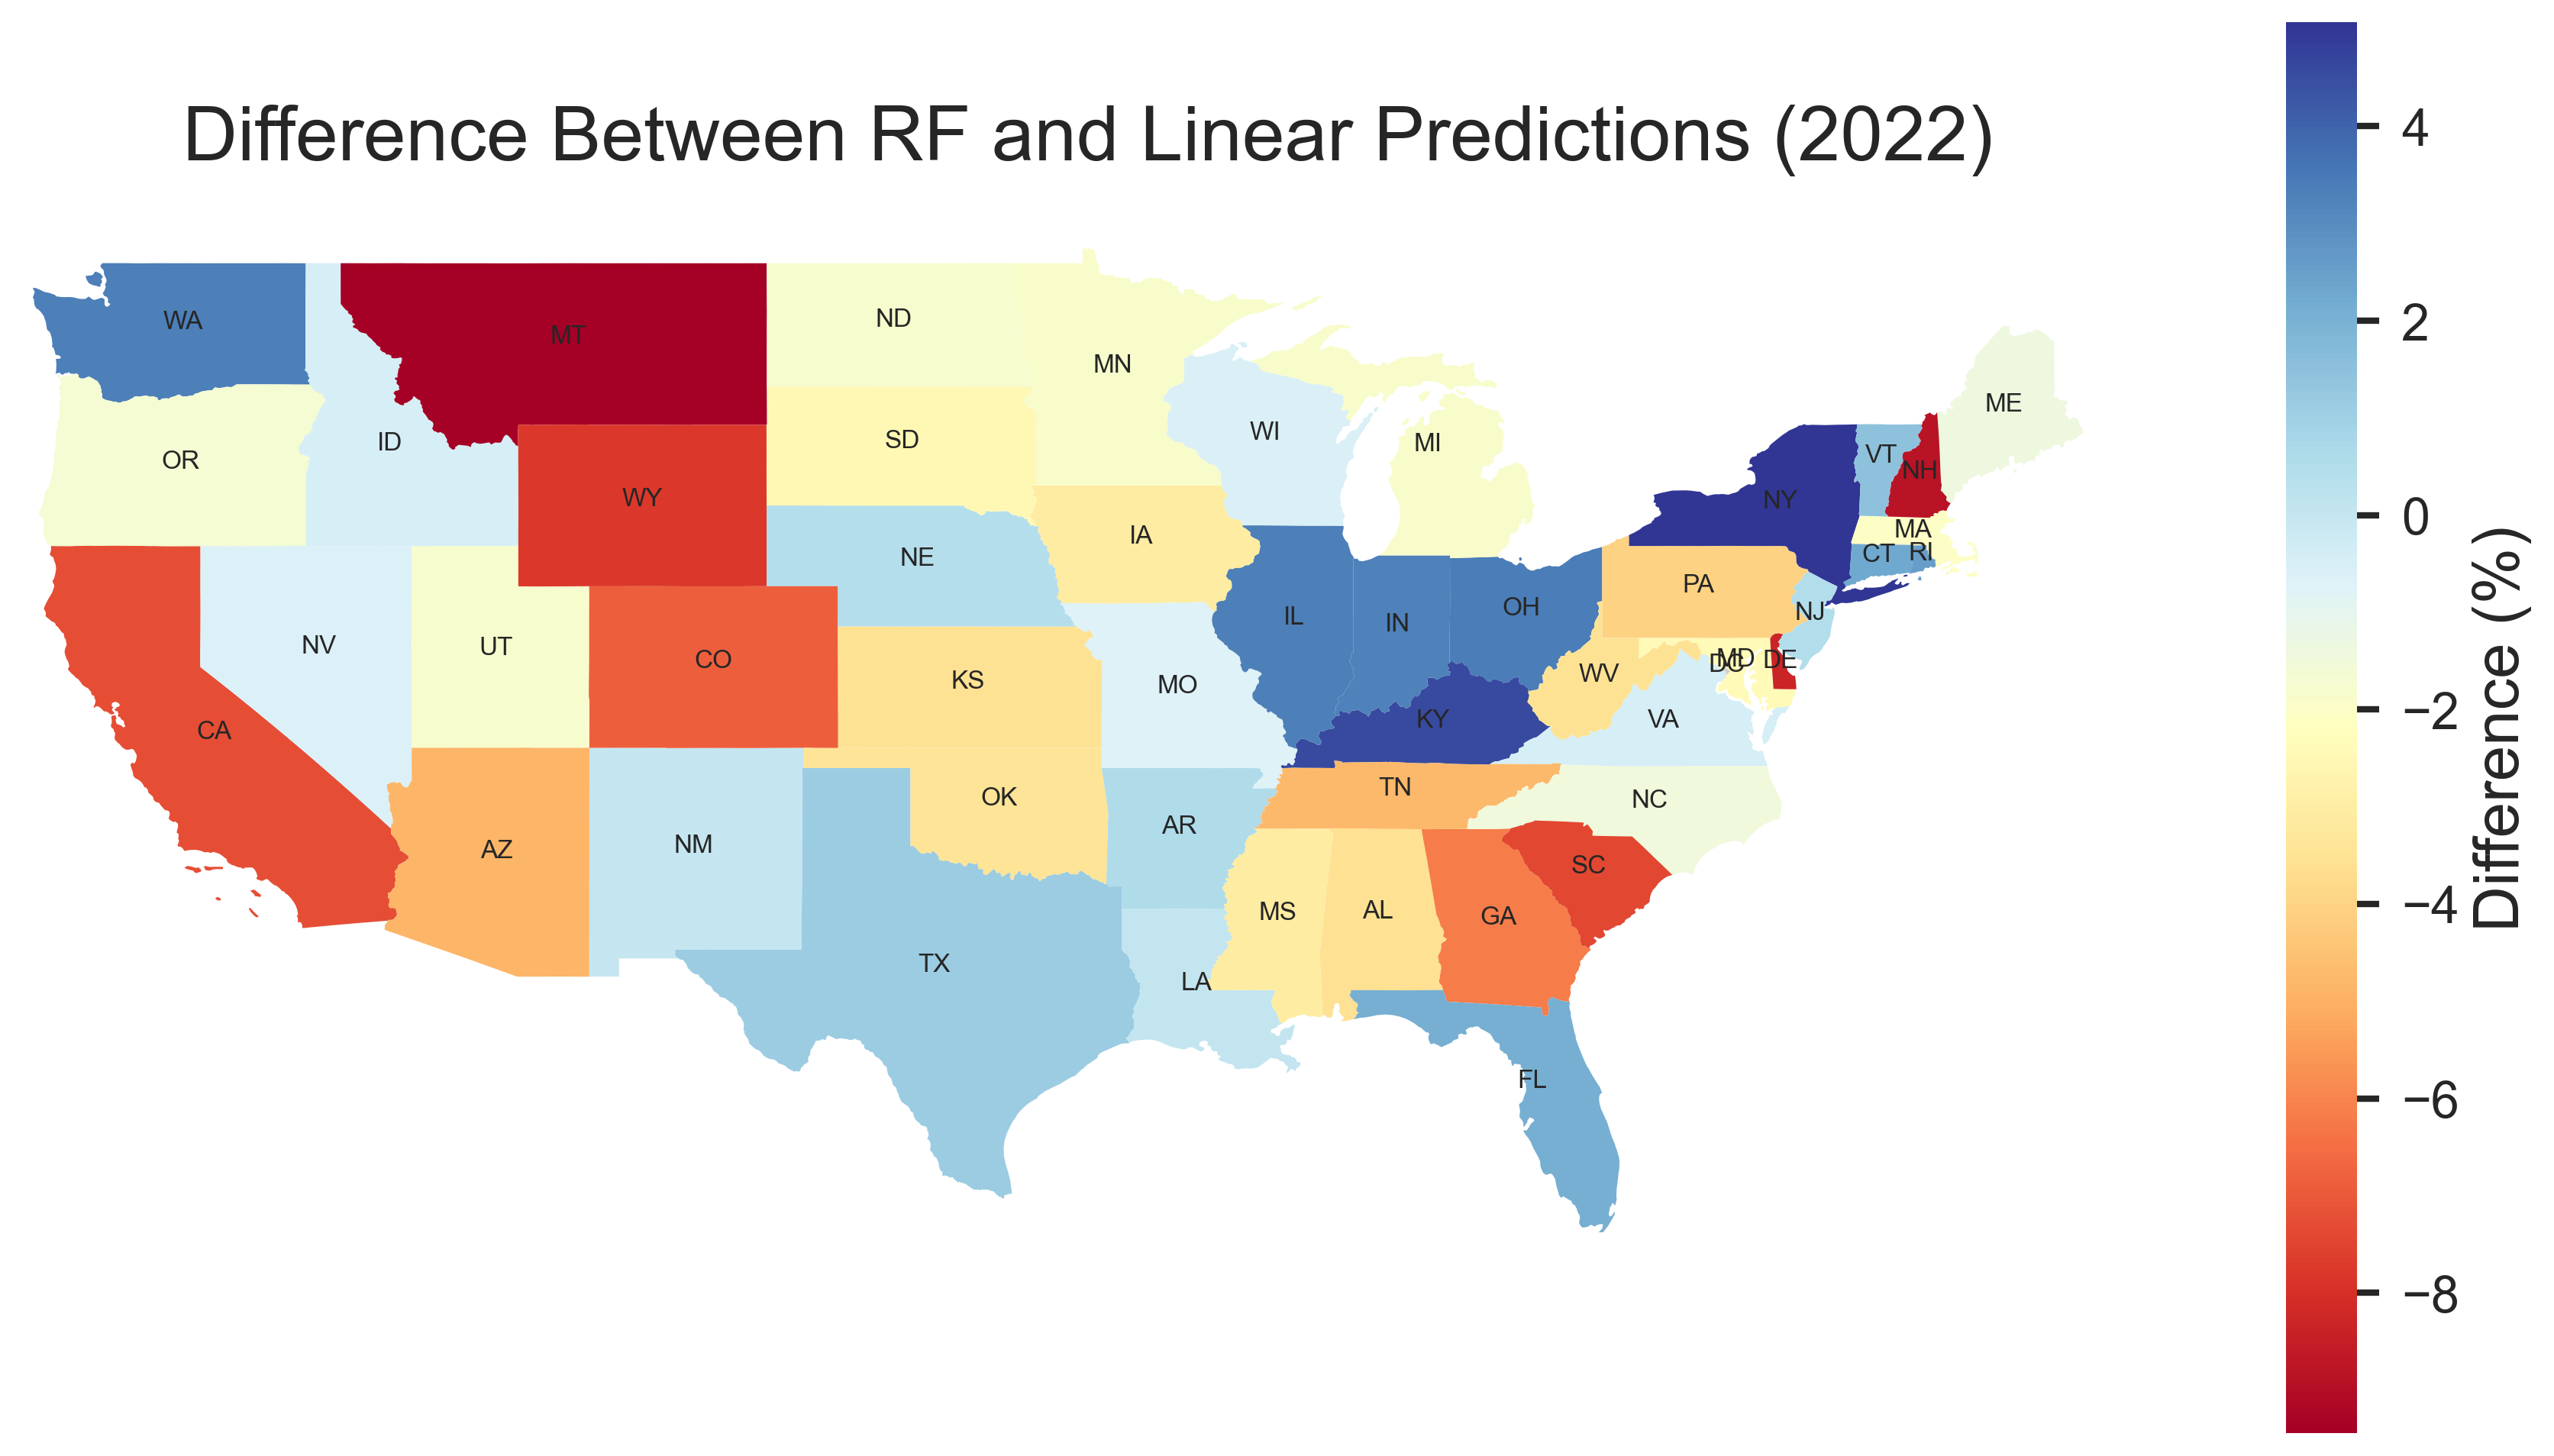 Difference Between RF and Linear Predictions (2022)
WA
MT
ND
MN
ME
OR
ID
SD
WI
MI
VT
NH
WY
NY
NE
IA
MA
CT
RI
NV
UT
CO
KS
MO
IL
IN
OH
PA
NJ
CA
WV
DC
MD
DE
KY
VA
AZ
NM
OK
AR
TN
NC
TX
LA
MS
AL
GA
SC
FL
4
2
0
−2
−4
−6
−8
Difference (%)